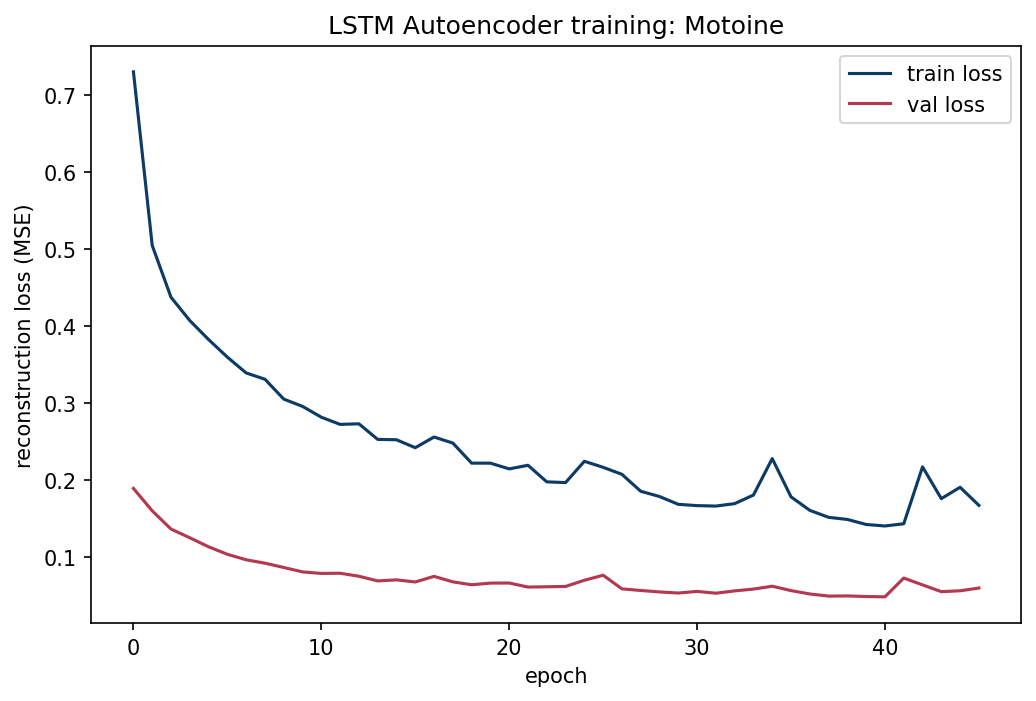 LSTM Autoencoder training: Motoine
train loss
val loss
reconstruction loss (MSE)
0.7
0.6
0.5
0.4
0.3
0.2
0.1
0 10 20 30 40
epoch